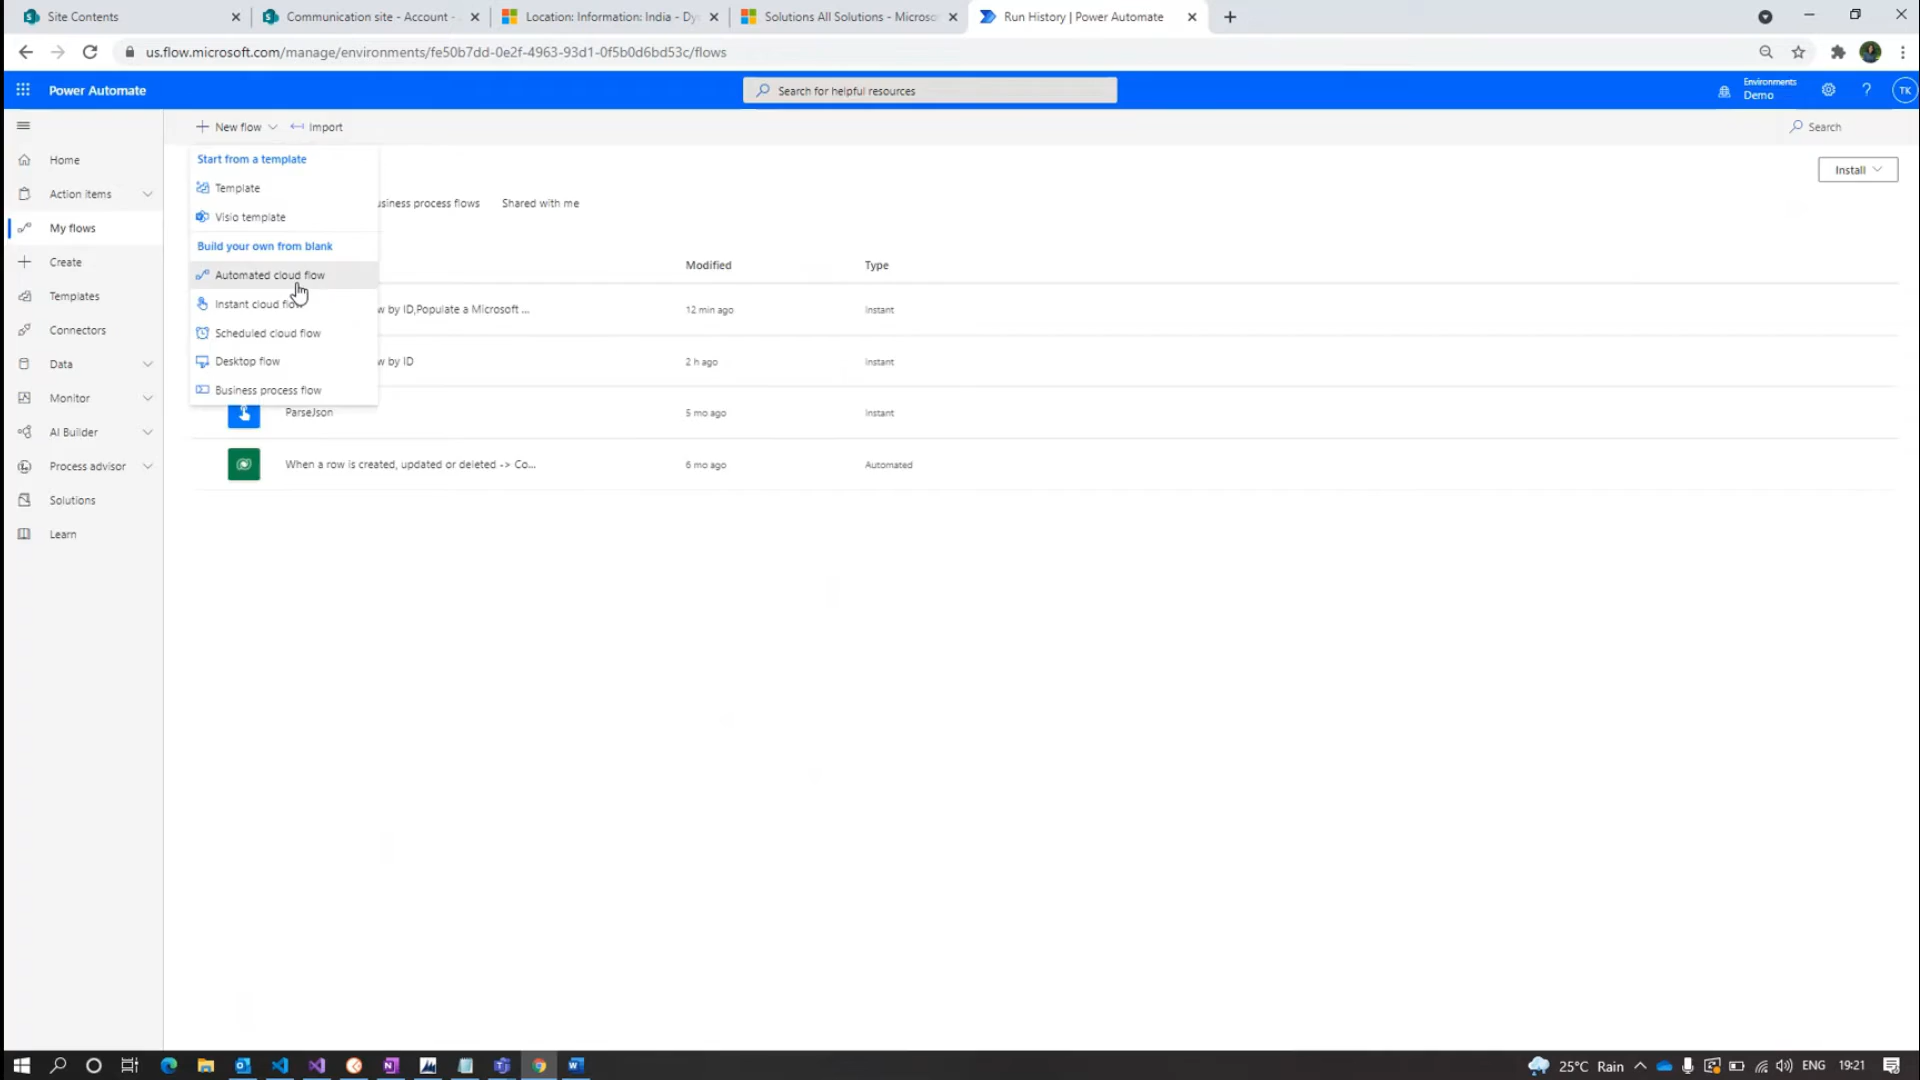 Site Contents
Communication site - Account -
Location: Information: India - Dy
Solutions All Solutions - Microso
Run History | Power Automate
us.flow.microsoft.com/manage/environments/fe50b7dd-0e2f-4963-93d1-0f5b0d6bd53c/flows
Power Automate
Search for helpful resources
Environments
Demo
TK
New flow
Import
Search
Home
Action items
My flows
Create
Templates
Connectors
Data
Monitor
AI Builder
Process advisor
Solutions
Learn
Start from a template
Template
Visio template
Build your own from blank
Automated cloud flow
Instant cloud flow
Scheduled cloud flow
Desktop flow
Business process flow
Install
usiness process flows
Shared with me
Modified
Type
w by ID,Populate a Microsoft ...
12 min ago
Instant
w by ID
2 h ago
Instant
ParseJson
5 mo ago
Instant
When a row is created, updated or deleted -> Co...
6 mo ago
Automated
25°C Rain
ENG
19:21